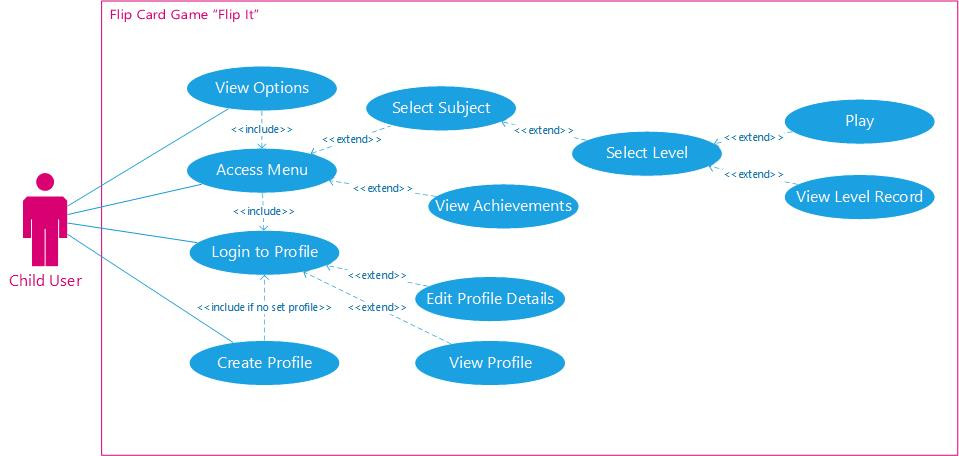 Flip Card Game "Flip It"
View Options
<<include>>
Select Subject
<<extend>>
<<extend>>
Play
<<extend>>
Select Level
Access Menu
<<extend>>
<<extend>>
View Level Record
View Achievements
<<include>>
Login to Profile
Child User
<<extend>>
Edit Profile Details
<<include if no set profile>>
<<extend>>
Create Profile
View Profile